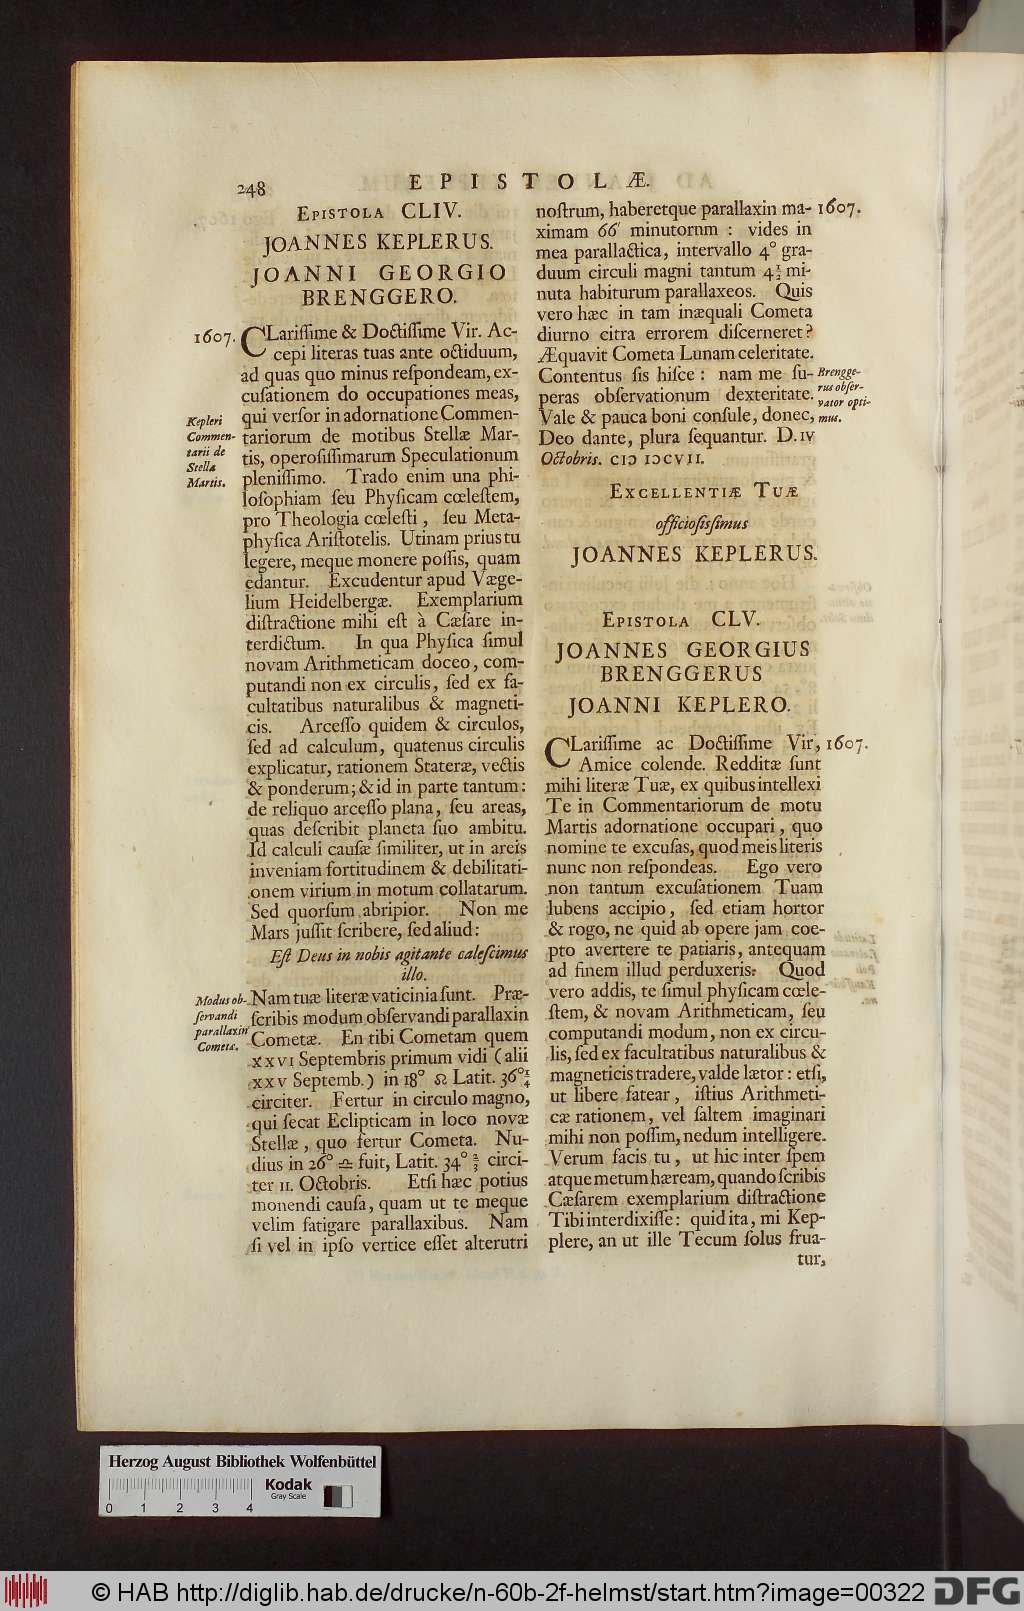 248
EPISTOLÆ.
EPISTOLA CLIV.
JOANNES KEPLERUS.
JOANNI GEORGIO
BRENGGERO.
1607.
CLariſſime & Doctiſſime Vir. Ac-
cepi literas tuas ante octiduum,
ad quas quo minus reſpondeam, ex-
cuſationem do occupationes meas,
qui verſor in adornatione Commen-
tariorum de motibus Stellæ Mar-
tis, operoſiſſimarum Speculationum
pleniſſimo. Trado enim una phi-
loſophiam ſeu Phyſicam cœleſtem,
pro Theologia cœleſti, ſeu Meta-
phyſica Ariſtotelis. Utinam prius tu
legere, meque monere poſſis, quam
edantur. Excudentur apud Væge-
lium Heidelbergæ. Exemplarium
diſtractione mihi eſt à Cæſare in-
terdictum. In qua Phyſica ſimul
novam Arithmeticam doceo, com-
putandi non ex circulis, ſed ex fa-
cultatibus naturalibus & magneti-
cis. Arceſſo quidem & circulos,
ſed ad calculum, quatenus circulis
explicatur, rationem Stateræ, vectis
& ponderum; & id in parte tantum:
de reliquo arceſſo plana, ſeu areas,
quas deſcribit planeta ſuo ambitu.
Id calculi cauſæ ſimiliter, ut in areis
inveniam fortitudinem & debilitati-
onem virium in motum collatarum.
Sed quorſum abripior. Non me
Mars juſſit ſcribere, ſed aliud:
Eſt Deus in nobis agitante caleſcimus
illo.
Nam tuæ literæ vaticinia ſunt. Præ-
ſcribis modum obſervandi parallaxin
Cometæ. En tibi Cometam quem
XXVI Septembris primum vidi (alii
XXV Septemb.) in 18° ♌ Latit. 36°¼
circiter. Fertur in circulo magno,
qui ſecat Eclipticam in loco novæ
Stellæ, quo fertur Cometa. Nu-
dius in 26° ♎ fuit, Latit. 34° ⅔ circi-
ter 11. Octobris. Etſi hæc potius
monendi cauſa, quam ut te meque
velim fatigare parallaxibus. Nam
ſi vel in ipſo vertice eſſet alterutri
Kepleri
Commen-
tarii de
Stella
Martis.
Modus ob-
ſervandi
parallaxin
Cometæ.
noſtrum, haberetque parallaxin ma-
ximam 66' minutornm : vides in
mea parallactica, intervallo 4° gra-
duum circuli magni tantum 4½ mi-
nuta habiturum parallaxeos. Quis
vero hæc in tam inæquali Cometa
diurno citra errorem diſcerneret?
Æquavit Cometa Lunam celeritate.
Contentus ſis hiſce : nam me ſu-
peras obſervationum dexteritate.
Vale & pauca boni conſule, donec,
Deo dante, plura ſequantur. D. IV
Octobris. CIↃ IↃCVII.
1607.
Brengge-
rus obſer-
vator opti-
mus.
EXCELLENTIÆ TUÆ
officioſiſſimus
JOANNES KEPLERUS.
EPISTOLA CLV.
JOANNES GEORGIUS
BRENGGERUS
JOANNI KEPLERO.
CLariſſime ac Doctiſſime Vir,
1607.
Amice colende. Redditæ ſunt
mihi literæ Tuæ, ex quibus intellexi
Te in Commentariorum de motu
Martis adornatione occupari, quo
nomine te excuſas, quod meis literis
nunc non reſpondeas. Ego vero
non tantum excuſationem Tuam
lubens accipio, ſed etiam hortor
& rogo, ne quid ab opere jam coe-
pto avertere te patiaris, antequam
ad finem illud perduxeris. Quod
vero addis, te ſimul phyſicam cœle-
ſtem, & novam Arithmeticam, ſeu
computandi modum, non ex circu-
lis, ſed ex facultatibus naturalibus &
magneticis tradere, valde lætor : etſi,
ut libere fatear, iſtius Arithmeti-
cæ rationem, vel ſaltem imaginari
mihi non poſſim, nedum intelligere.
Verum facis tu, ut hic inter ſpem
atque metum hæream, quando ſcribis
Cæſarem exemplarium diſtractione
Tibi interdixiſſe: quid ita, mi Kep-
plere, an ut ille Tecum ſolus frua-
tur,
Herzog August Bibliothek Wolfenbüttel
Kodak
Gray Scale
0 1 2 3 4
© HAB http://diglib.hab.de/drucke/n-60b-2f-helmst/start.htm?image=00322
DFG